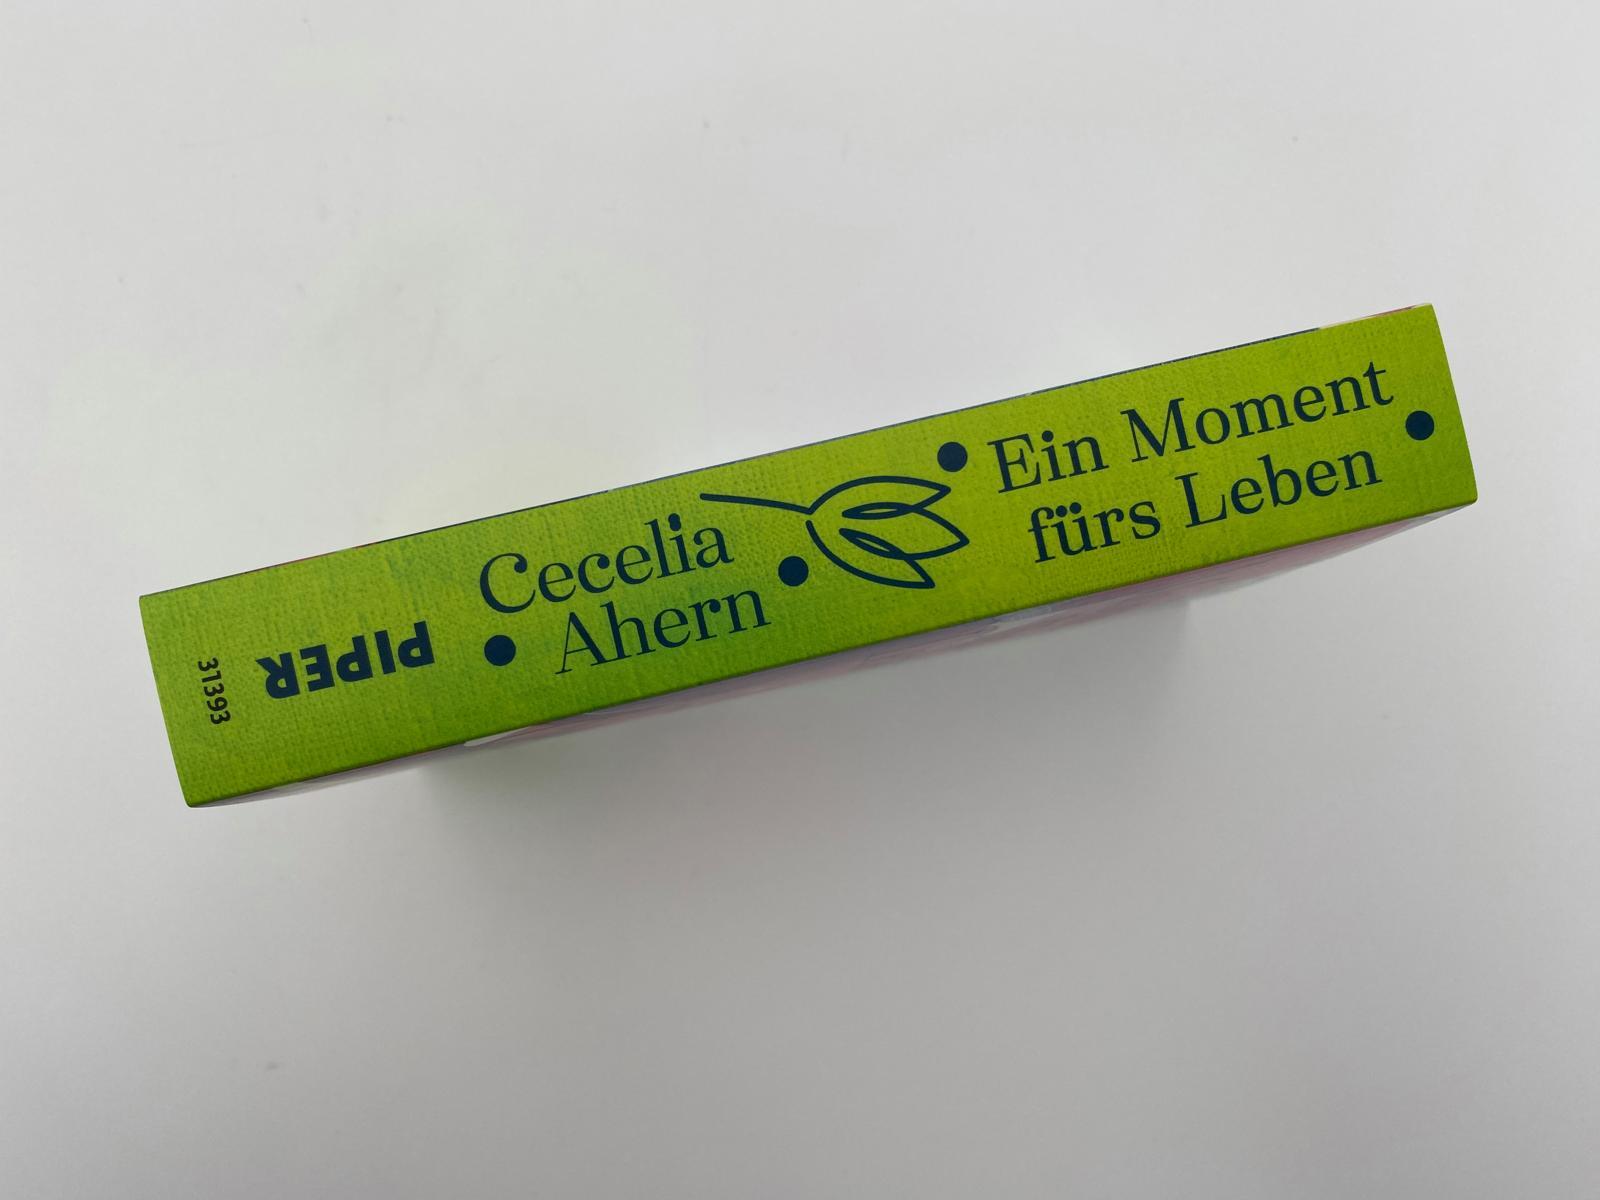 Cecelia
Ahern
Ein Moment
fürs Leben
PIPER
31393